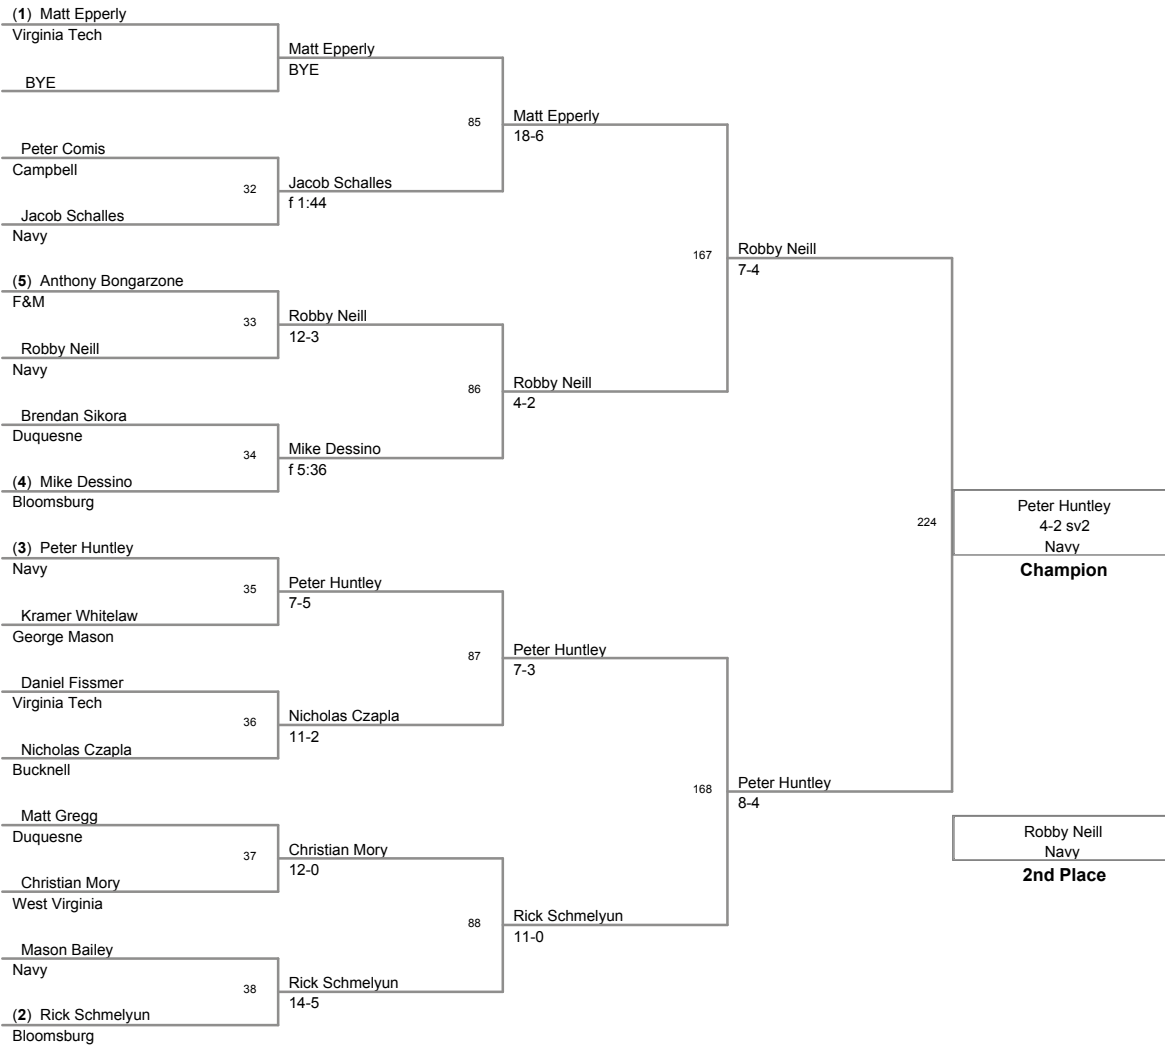 (1) Matt Epperly
Virginia Tech
BYE
Peter Comis
Campbell
32
Jacob Schalles
Navy
(5) Anthony Bongarzone
F&M
33
Robby Neill
Navy
Brendan Sikora
Duquesne
34
(4) Mike Dessino
Bloomsburg
(3) Peter Huntley
Navy
35
Kramer Whitelaw
George Mason
Daniel Fissmer
Virginia Tech
36
Nicholas Czapla
Bucknell
Matt Gregg
Duquesne
37
Christian Mory
West Virginia
Mason Bailey
Navy
38
(2) Rick Schmelyun
Bloomsburg
Matt Epperly
BYE
85
Jacob Schalles
f 1:44
Robby Neill
12-3
86
Mike Dessino
f 5:36
Peter Huntley
7-5
87
Nicholas Czapla
11-2
Christian Mory
12-0
88
Rick Schmelyun
14-5
Matt Epperly
18-6
167
Robby Neill
4-2
Peter Huntley
7-3
168
Rick Schmelyun
11-0
Robby Neill
7-4
224
Peter Huntley
8-4
Peter Huntley
4-2 sv2
Navy
Champion
Robby Neill
Navy
2nd Place